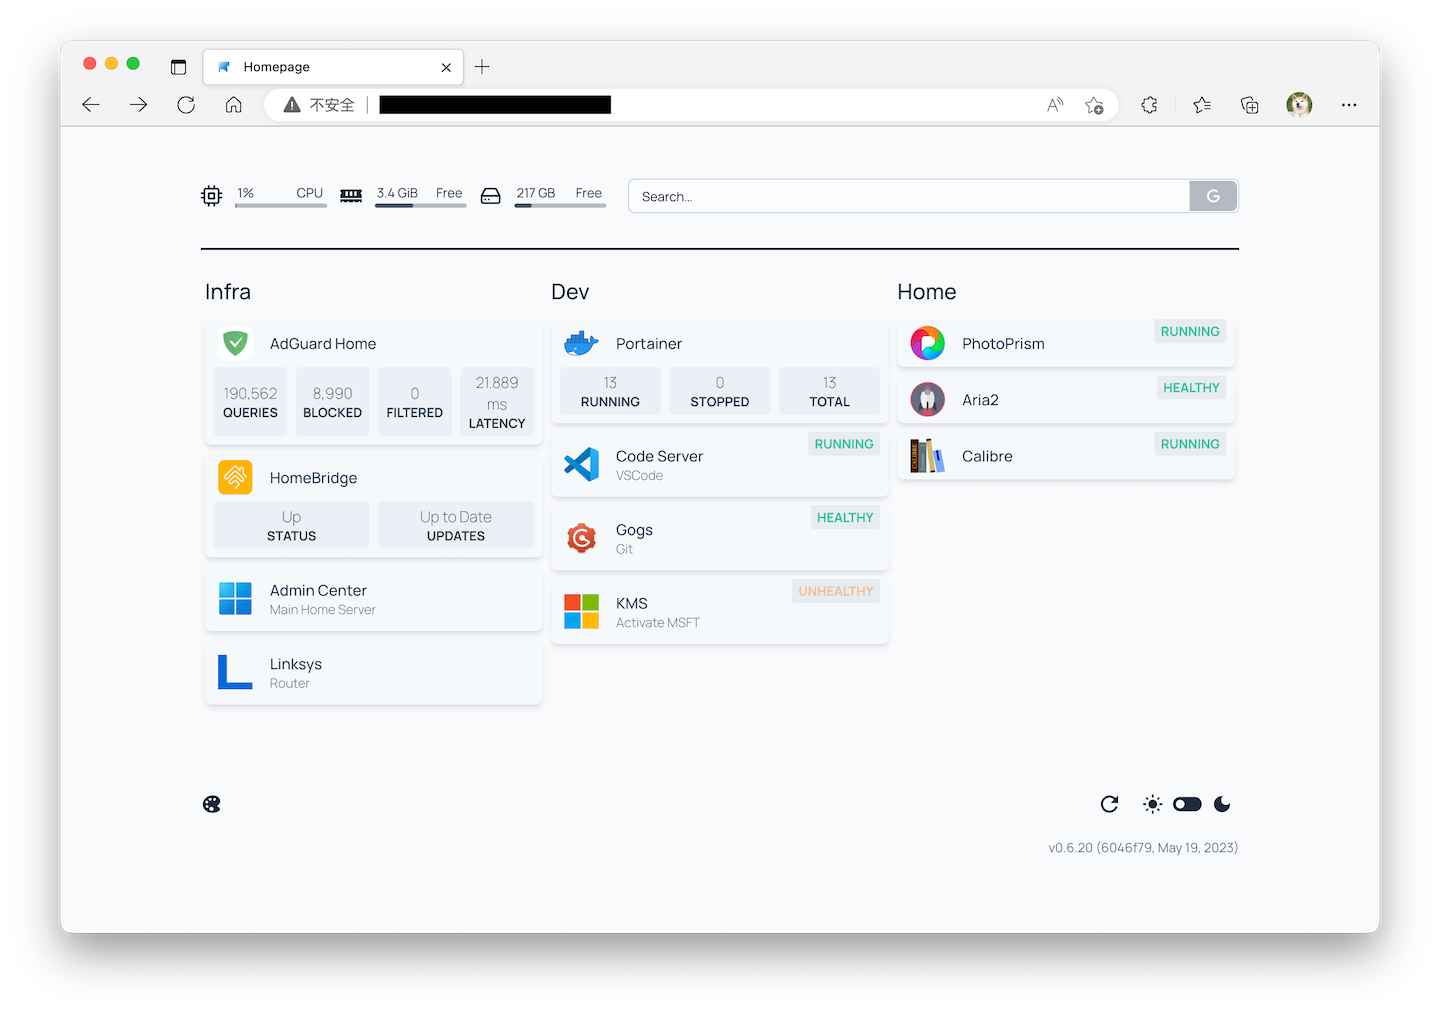 Homepage
不安全
1% CPU
3.4 GiB Free
217 GB Free
Search...
G
Infra
AdGuard Home
190,562
QUERIES
8,990
BLOCKED
0
FILTERED
21.889
ms
LATENCY
HomeBridge
Up
STATUS
Up to Date
UPDATES
Admin Center
Main Home Server
Linksys
Router
Dev
Portainer
13
RUNNING
0
STOPPED
13
TOTAL
Code Server
VSCode
RUNNING
Gogs
Git
HEALTHY
KMS
Activate MSFT
UNHEALTHY
Home
PhotoPrism
RUNNING
Aria2
HEALTHY
Calibre
RUNNING
v0.6.20 (6046f79, May 19, 2023)